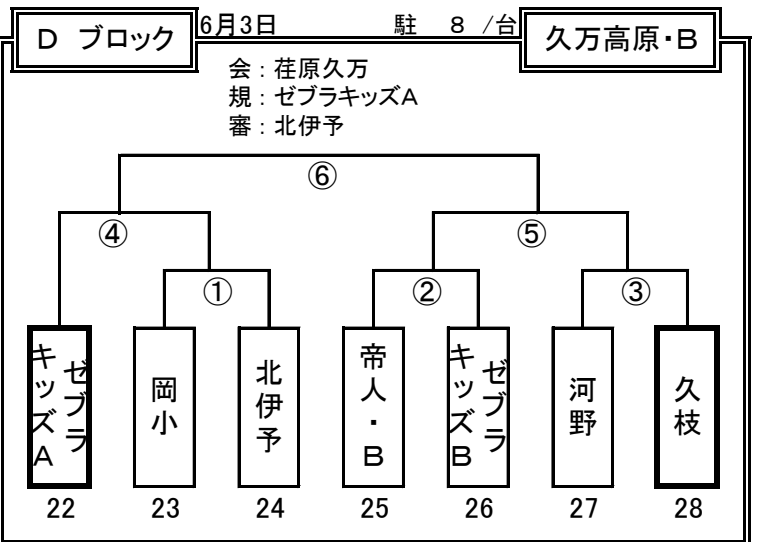 D ブロック
6月3日
駐 8 /台
久万高原・B
会：荏原久万
規：ゼブラキッズA
審：北伊予
⑥
④
⑤
①
②
③
ゼブラ
キッズA
岡小
北伊予
帝人・B
ゼブラ
キッズB
河野
久枝
22 23 24 25 26 27 28